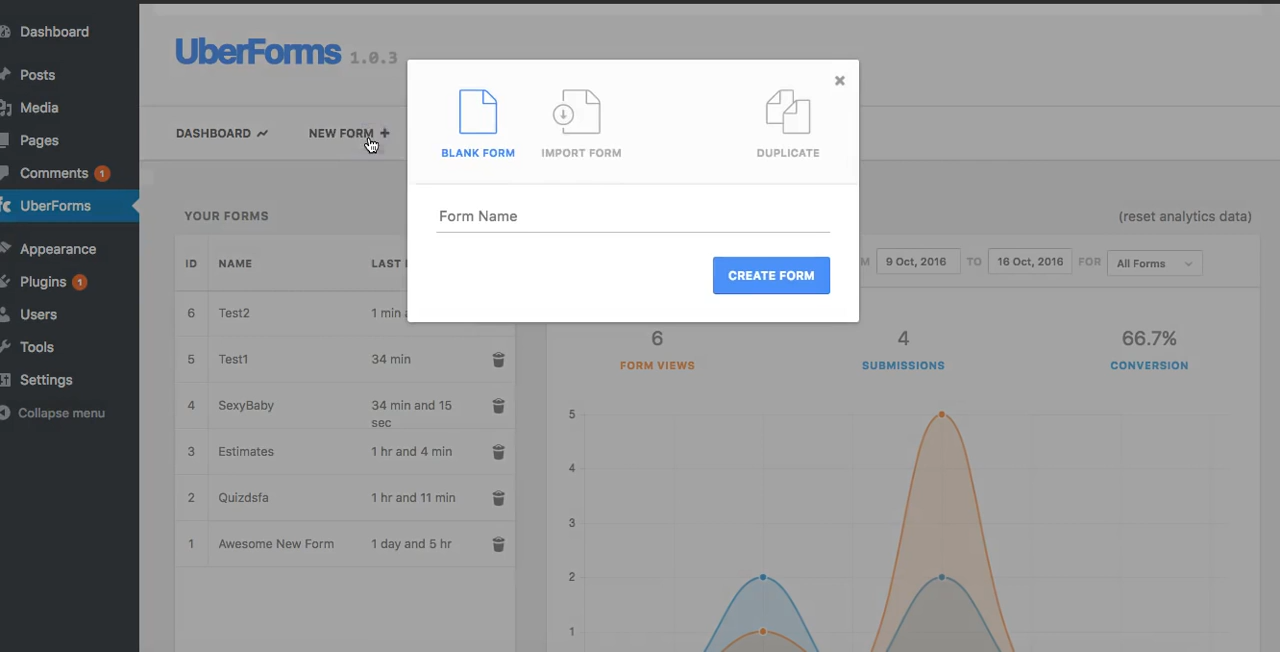 Dashboard
Posts
Media
Pages
Comments 1
UberForms
Appearance
Plugins 1
Users
Tools
Settings
Collapse menu
UberForms 1.0.3
DASHBOARD
NEW FORM +
BLANK FORM
IMPORT FORM
DUPLICATE
Form Name
CREATE FORM
YOUR FORMS
(reset analytics data)
ID NAME LAST
9 Oct, 2016 TO 16 Oct, 2016 FOR All Forms
6 Test2 1 min
5 Test1 34 min
4 SexyBaby 34 min and 15
sec
3 Estimates 1 hr and 4 min
2 Quizdsfa 1 hr and 11 min
1 Awesome New Form 1 day and 5 hr
6
FORM VIEWS
4
SUBMISSIONS
66.7%
CONVERSION
5
4
3
2
1